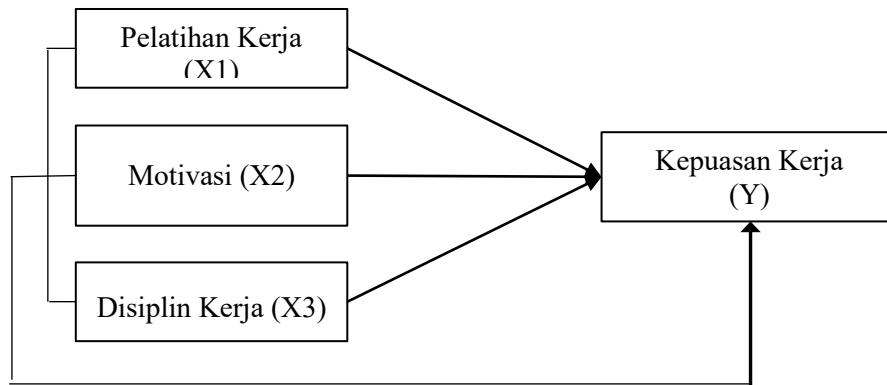 Pelatihan Kerja
(X1)
Motivasi (X2)
Disiplin Kerja (X3)
Kepuasan Kerja
(Y)